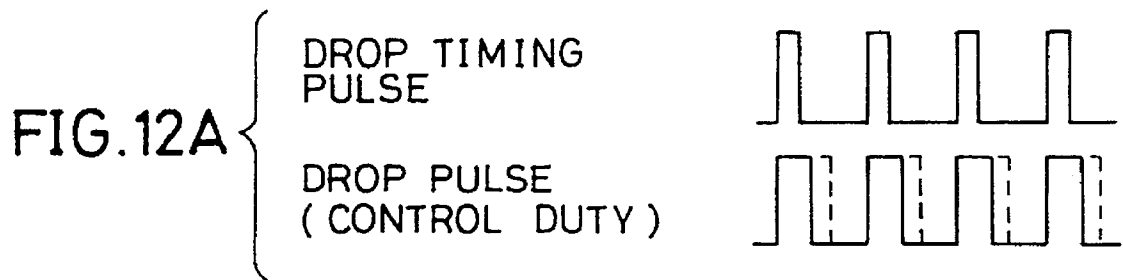 FIG.12A
DROP TIMING
PULSE
DROP PULSE
(CONTROL DUTY)